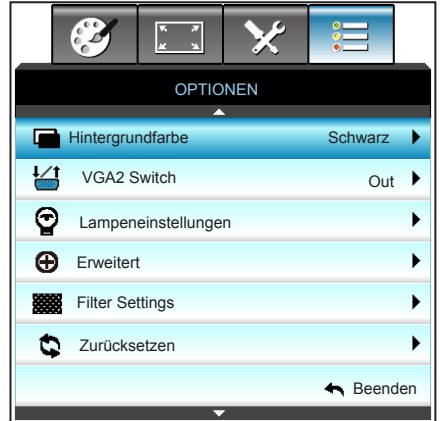 OPTIONEN
Hintergrundfarbe Schwarz
VGA2 Switch Out
Lampeneinstellungen
Erweitert
Filter Settings
Zurücksetzen
Beenden